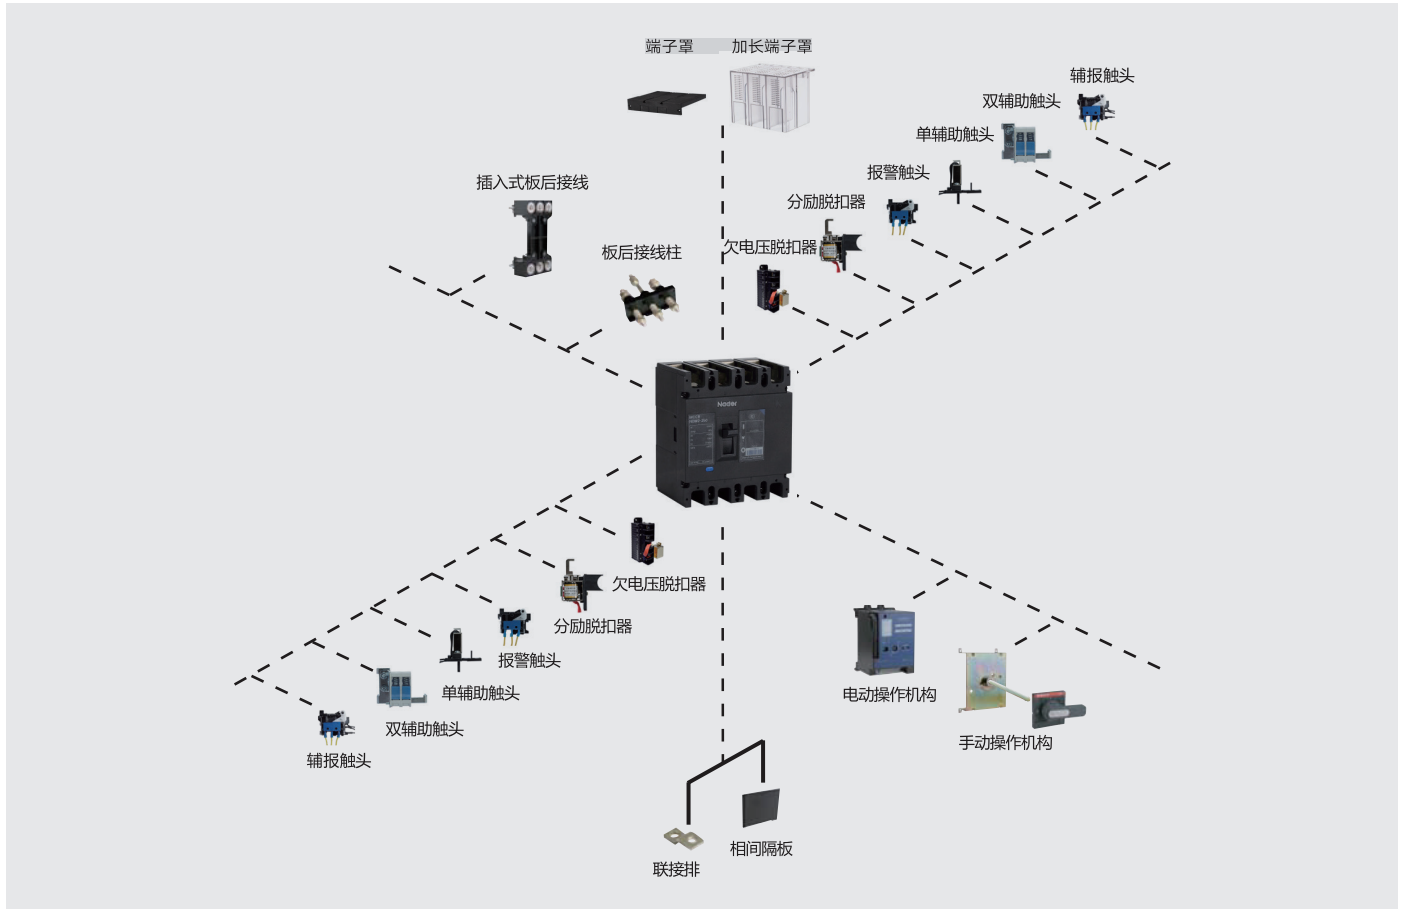 端子罩 加长端子罩
辅报触头
双辅助触头
单辅助触头
报警触头
插入式板后接线
分励脱扣器
欠电压脱扣器
板后接线柱
Nader
欠电压脱扣器
分励脱扣器
报警触头
单辅助触头
电动操作机构
双辅助触头
手动操作机构
辅报触头
相间隔板
联接排